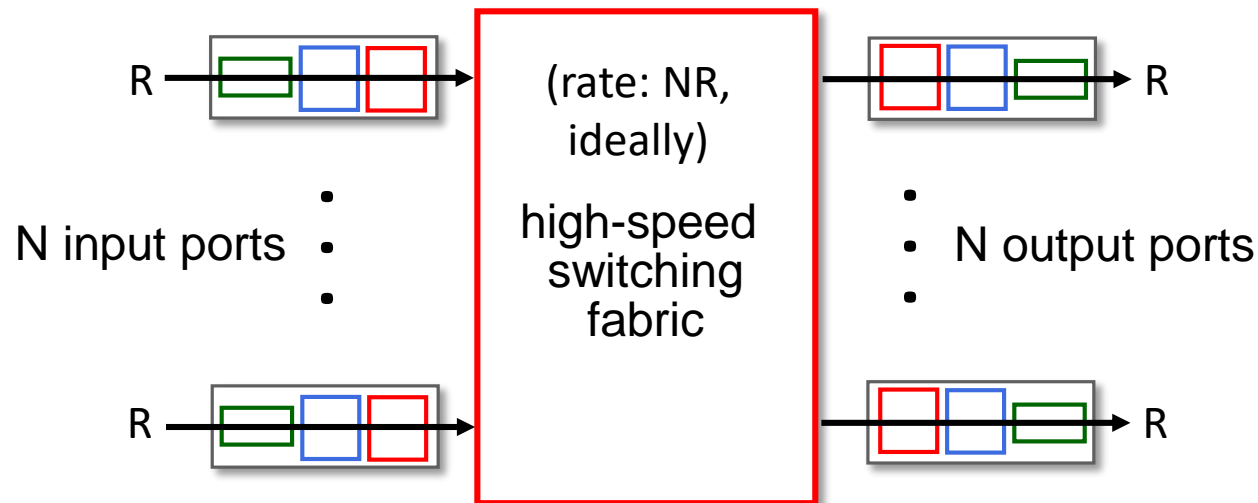 R
R
(rate: NR,
ideally)
high-speed
switching
fabric
N input ports
N output ports
R
R